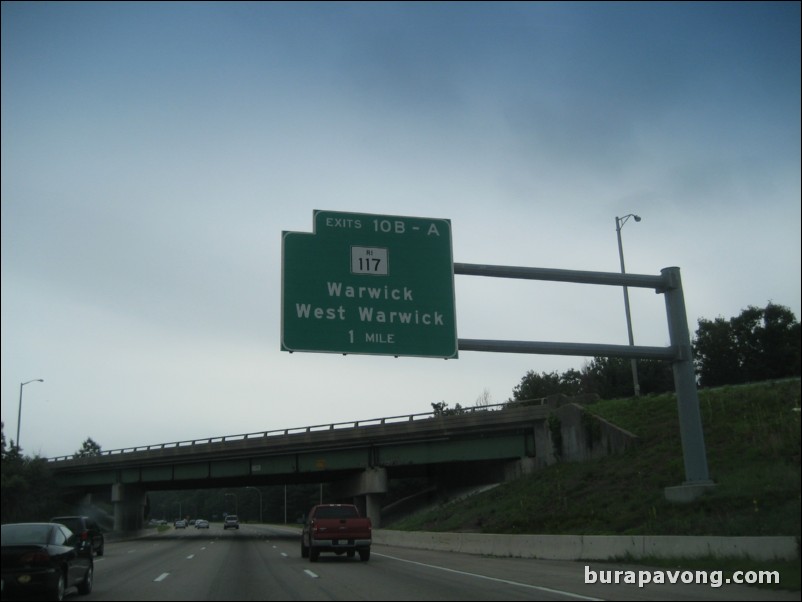 EXITS 10B - A
RI
117
Warwick
West Warwick
1 MILE
burapavong.com